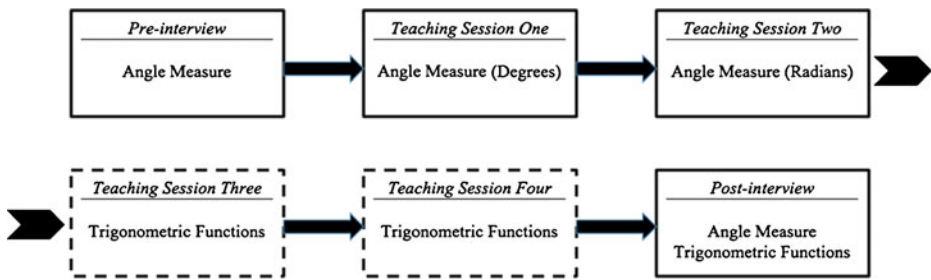 Pre-interview
Angle Measure
Teaching Session One
Angle Measure (Degrees)
Teaching Session Two
Angle Measure (Radians)
Teaching Session Three
Trigonometric Functions
Teaching Session Four
Trigonometric Functions
Post-interview
Angle Measure
Trigonometric Functions